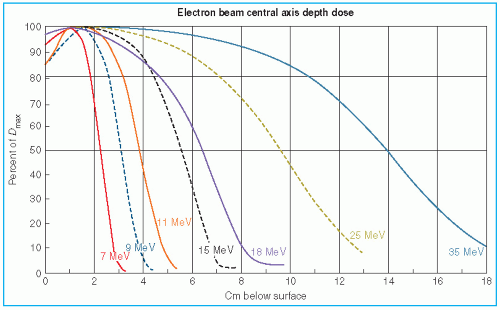 Electron beam central axis depth dose
Percent of Dmax
100
90
80
70
60
50
40
30
20
10
0
7 MeV
9 MeV
11 MeV
15 MeV
18 MeV
25 MeV
35 MeV
0 2 4 6 8 10 12 14 16 18
Cm below surface